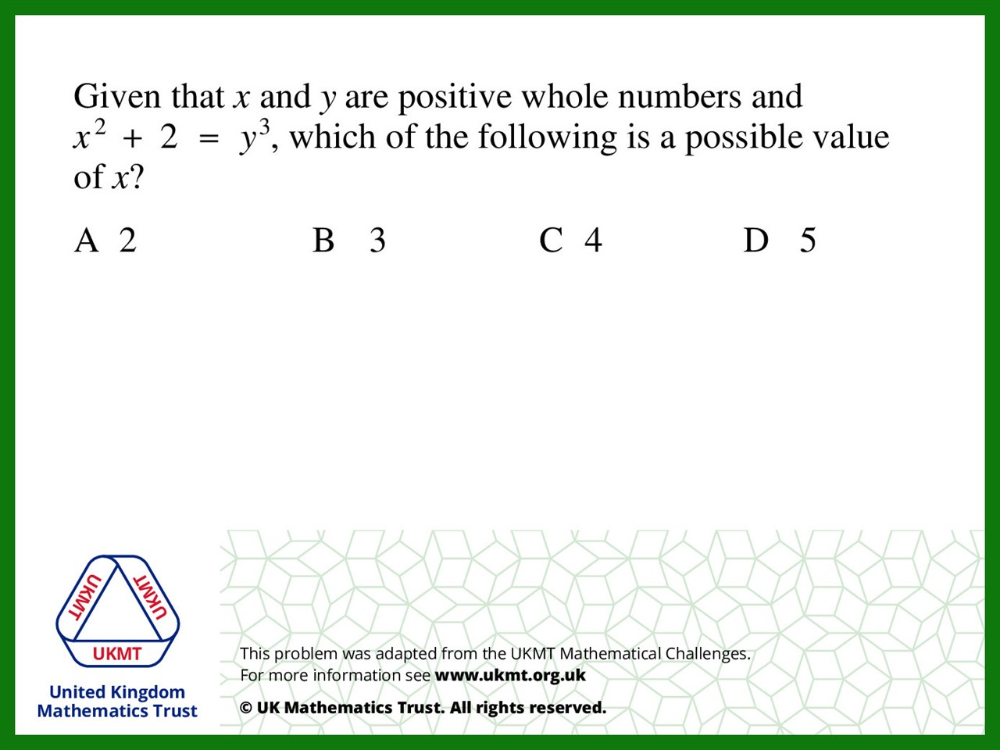 Given that x and y are positive whole numbers and
x² + 2 = y³, which of the following is a possible value
of x?
A 2 B 3 C 4 D 5
UKMT
UKMT
UKMT
United Kingdom
Mathematics Trust
This problem was adapted from the UKMT Mathematical Challenges.
For more information see www.ukmt.org.uk
© UK Mathematics Trust. All rights reserved.